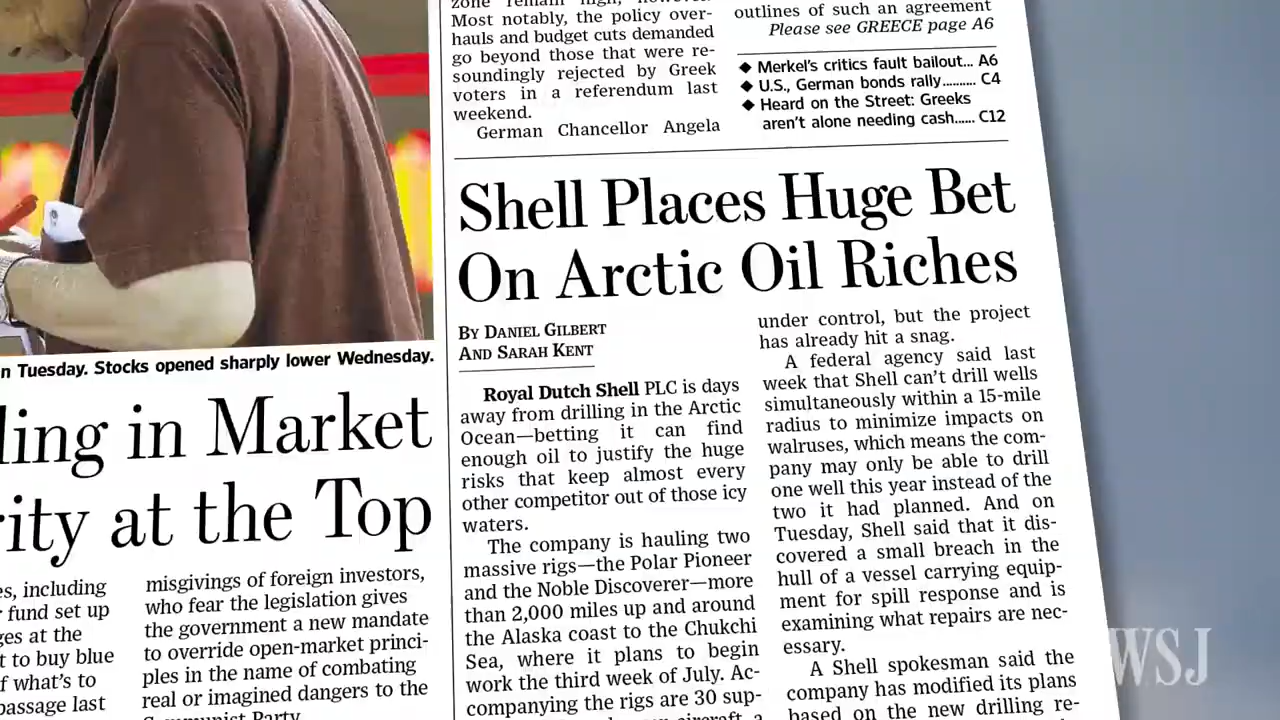 n Tuesday. Stocks opened sharply lower Wednesday.
ling in Market
rity at the Top
es, including
fund set up
ges at the
t to buy blue
f what's to
passage last
misgivings of foreign investors,
who fear the legislation gives
the government a new mandate
to override open-market princi-
ples in the name of combating
real or imagined dangers to the
Communist Party
zone remain high, however.
Most notably, the policy over-
hauls and budget cuts demanded
go beyond those that were re-
soundingly rejected by Greek
voters in a referendum last
weekend.
German Chancellor Angela
outlines of such an agreement
Please see GREECE page A6
◆ Merkel's critics fault bailout... A6
◆ U.S., German bonds rally.......... C4
◆ Heard on the Street: Greeks
aren't alone needing cash...... C12
Shell Places Huge Bet
On Arctic Oil Riches
BY DANIEL GILBERT
AND SARAH KENT
Royal Dutch Shell PLC is days
away from drilling in the Arctic
Ocean—betting it can find
enough oil to justify the huge
risks that keep almost every
other competitor out of those icy
waters.
The company is hauling two
massive rigs—the Polar Pioneer
and the Noble Discoverer—more
than 2,000 miles up and around
the Alaska coast to the Chukchi
Sea, where it plans to begin
work the third week of July. Ac-
companying the rigs are 30 sup-
aircraft a
under control, but the project
has already hit a snag.
A federal agency said last
week that Shell can't drill wells
simultaneously within a 15-mile
radius to minimize impacts on
walruses, which means the com-
pany may only be able to drill
one well this year instead of the
two it had planned. And on
Tuesday, Shell said that it dis-
covered a small breach in the
hull of a vessel carrying equip-
ment for spill response and is
examining what repairs are nec-
essary.
A Shell spokesman said the
company has modified its plans
based on the new drilling re-
WSJ